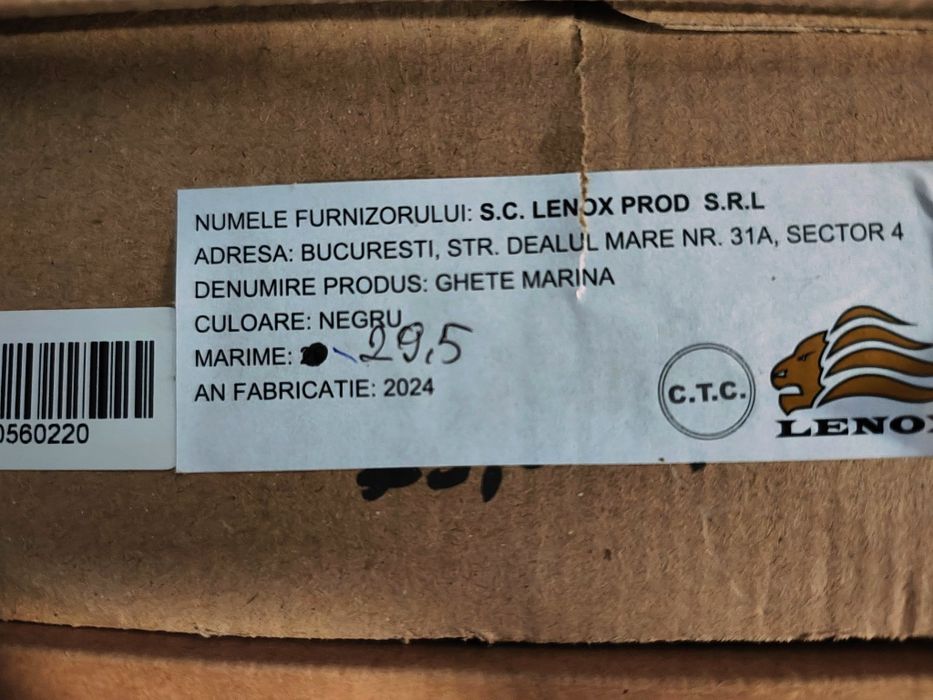 NUMELE FURNIZORULUI: S.C. LENOX PROD S.R.L
ADRESA: BUCURESTI, STR. DEALUL MARE NR. 31A, SECTOR 4
DENUMIRE PRODUS: GHETE MARINA
CULOARE: NEGRU
MARIME: - 29,5
AN FABRICATIE: 2024
C.T.C.
LENOX
0560220